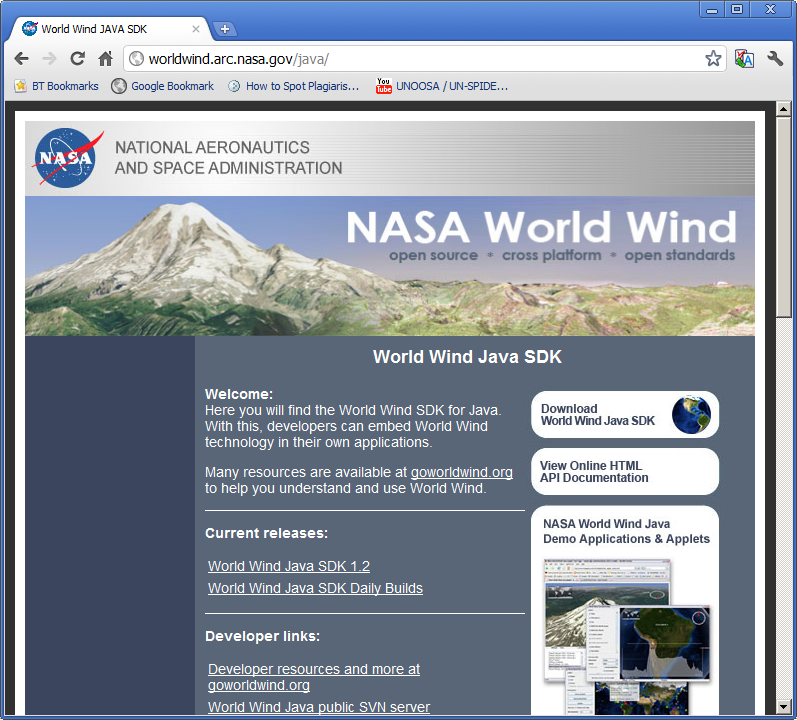 World Wind JAVA SDK
worldwind.arc.nasa.gov/java/
BT Bookmarks
Google Bookmark
How to Spot Plagiaris...
You
Tube
UNOOSA / UN-SPIDE...
NASA
NATIONAL AERONAUTICS
AND SPACE ADMINISTRATION
NASA World Wind
open source • cross platform • open standards
World Wind Java SDK
Welcome:
Here you will find the World Wind SDK for Java.
With this, developers can embed World Wind
technology in their own applications.
Many resources are available at goworldwind.org
to help you understand and use World Wind.
Current releases:
World Wind Java SDK 1.2
World Wind Java SDK Daily Builds
Developer links:
Developer resources and more at
goworldwind.org
World Wind Java public SVN server
Download
World Wind Java SDK
View Online HTML
API Documentation
NASA World Wind Java
Demo Applications & Applets